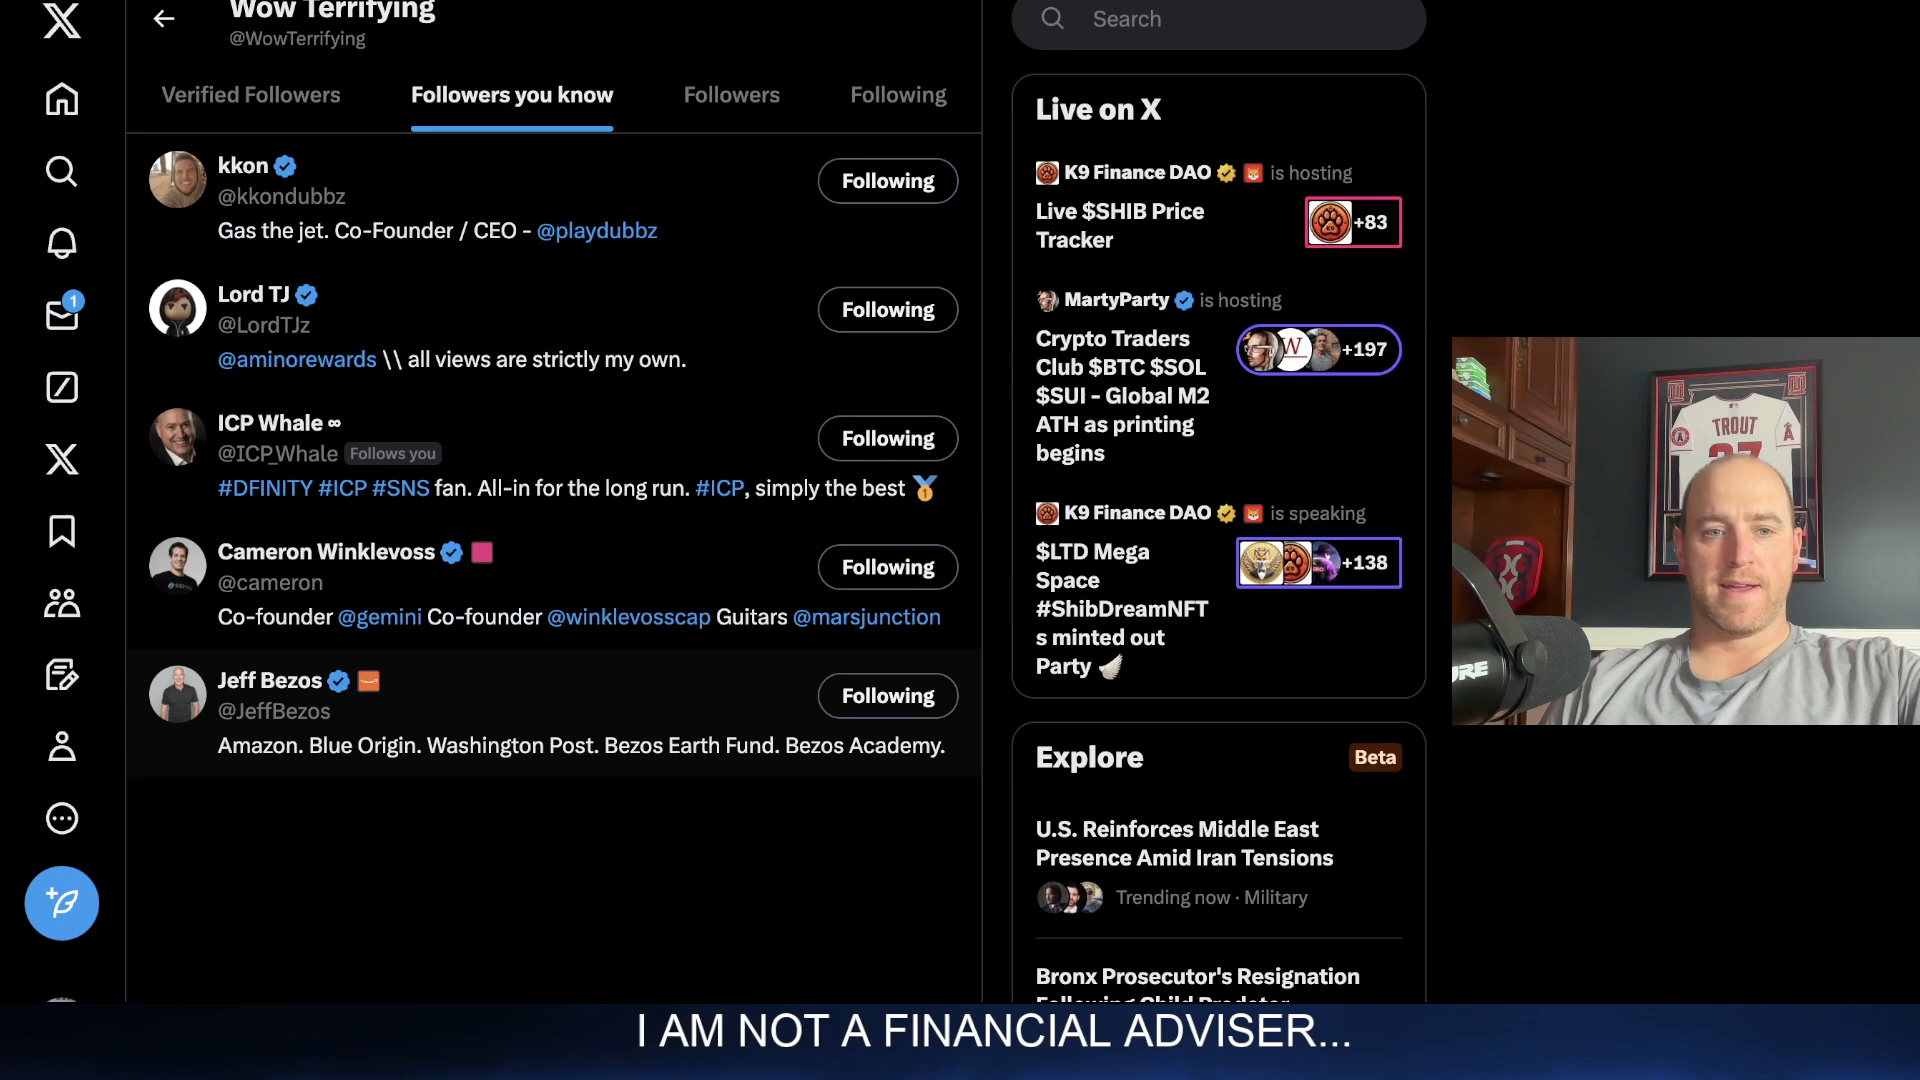 Wow Terrifying
@WowTerrifying
Search
Verified Followers
Followers you know
Followers
Following
kkon
@kkondubbz
Following
Gas the jet. Co-Founder / CEO - @playdubbz
Lord TJ
@LordTJz
Following
@aminorewards \\ all views are strictly my own.
ICP Whale ∞
@ICP_Whale Follows you
Following
#DFINITY #ICP #SNS fan. All-in for the long run. #ICP, simply the best 🥇
Cameron Winklevoss
@cameron
Following
Co-founder @gemini Co-founder @winklevosscap Guitars @marsjunction
Jeff Bezos
@JeffBezos
Following
Amazon. Blue Origin. Washington Post. Bezos Earth Fund. Bezos Academy.
1
Live on X
K9 Finance DAO is hosting
Live $SHIB Price
Tracker
+83
MartyParty is hosting
Crypto Traders
Club $BTC $SOL
$SUI - Global M2
ATH as printing
begins
W
+197
K9 Finance DAO is speaking
$LTD Mega
Space
#ShibDreamNFT
s minted out
Party
K9
+138
Explore
Beta
U.S. Reinforces Middle East
Presence Amid Iran Tensions
Trending now · Military
Bronx Prosecutor's Resignation
Following Child Predator
TROUT
27
A
I AM NOT A FINANCIAL ADVISER...